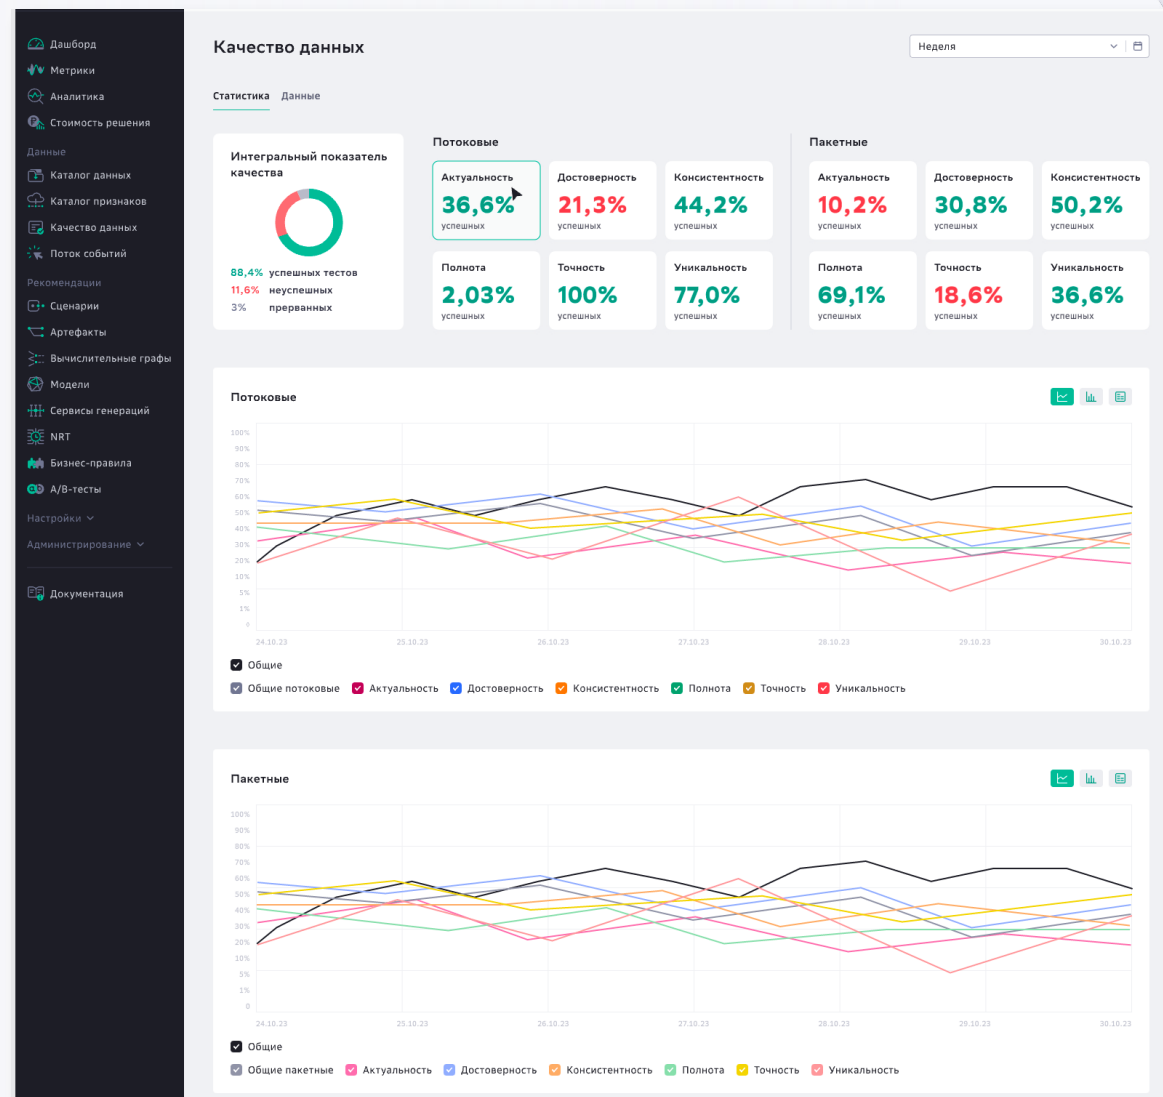 Дашборд
Метрики
Аналитика
Стоимость решения
Данные
Каталог данных
Каталог признаков
Качество данных
Поток событий
Рекомендации
Сценарии
Артефакты
Вычислительные графы
Модели
Сервисы генераций
NRT
Бизнес-правила
A/B-тесты
Настройки
Администрирование
Документация
Качество данных
Неделя
Статистика Данные
Интегральный показатель
качества
88,4% успешных тестов
11,6% неуспешных
3% прерванных
Потоковые
Актуальность Достоверность Консистентность
36,6% 21,3% 44,2%
успешных успешных успешных
Полнота Точность Уникальность
2,03% 100% 77,0%
успешных успешных успешных
Пакетные
Актуальность Достоверность Консистентность
10,2% 30,8% 50,2%
успешных успешных успешных
Полнота Точность Уникальность
69,1% 18,6% 36,6%
успешных успешных успешных
Потоковые
100%
90%
80%
70%
60%
50%
40%
30%
20%
10%
5%
1%
0
24.10.23 25.10.23 26.10.23 27.10.23 28.10.23 29.10.23 30.10.23
Общие
Общие потоковые Актуальность Достоверность Консистентность Полнота Точность Уникальность
Пакетные
100%
90%
80%
70%
60%
50%
40%
30%
20%
10%
5%
1%
0
24.10.23 25.10.23 26.10.23 27.10.23 28.10.23 29.10.23 30.10.23
Общие
Общие пакетные Актуальность Достоверность Консистентность Полнота Точность Уникальность